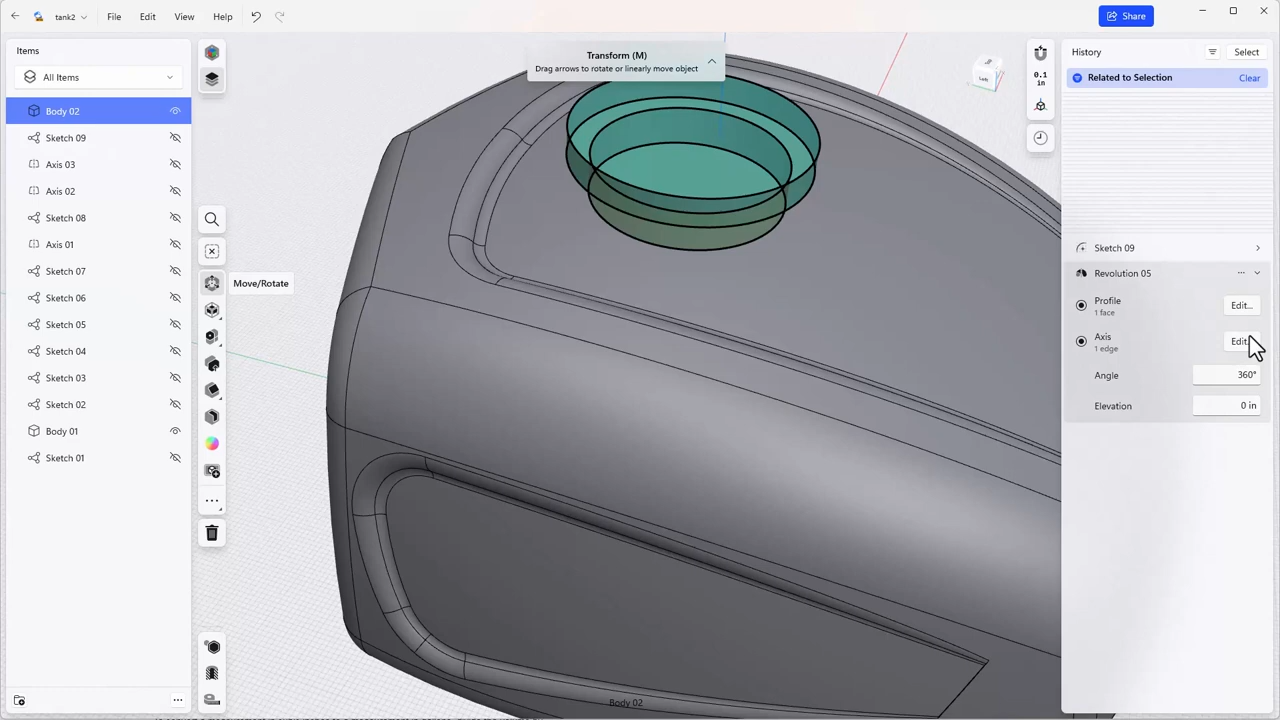 tank2
File
Edit
View
Help
Share
Items
All Items
Body 02
Sketch 09
Axis 03
Axis 02
Sketch 08
Axis 01
Sketch 07
Sketch 06
Sketch 05
Sketch 04
Sketch 03
Sketch 02
Body 01
Sketch 01
Move/Rotate
Transform (M)
Drag arrows to rotate or linearly move object
Left
0.1
in
History
Select
Related to Selection
Clear
Sketch 09
Revolution 05
Profile
1 face
Edit...
Axis
1 edge
Edit
Angle
360°
Elevation
0 in
Body 02